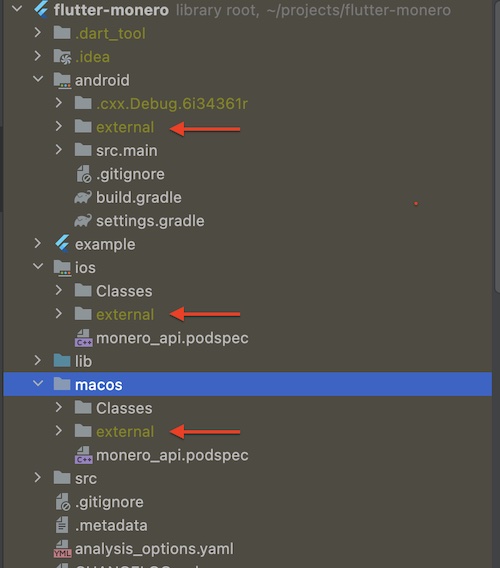 flutter-monero library root, ~/projects/flutter-monero
.dart_tool
.idea
android
.cxx.Debug.6i34361r
external
src.main
.gitignore
build.gradle
settings.gradle
example
ios
Classes
external
C++ monero_api.podspec
lib
macos
Classes
external
C++ monero_api.podspec
src
.gitignore
.metadata
YML analysis_options.yaml